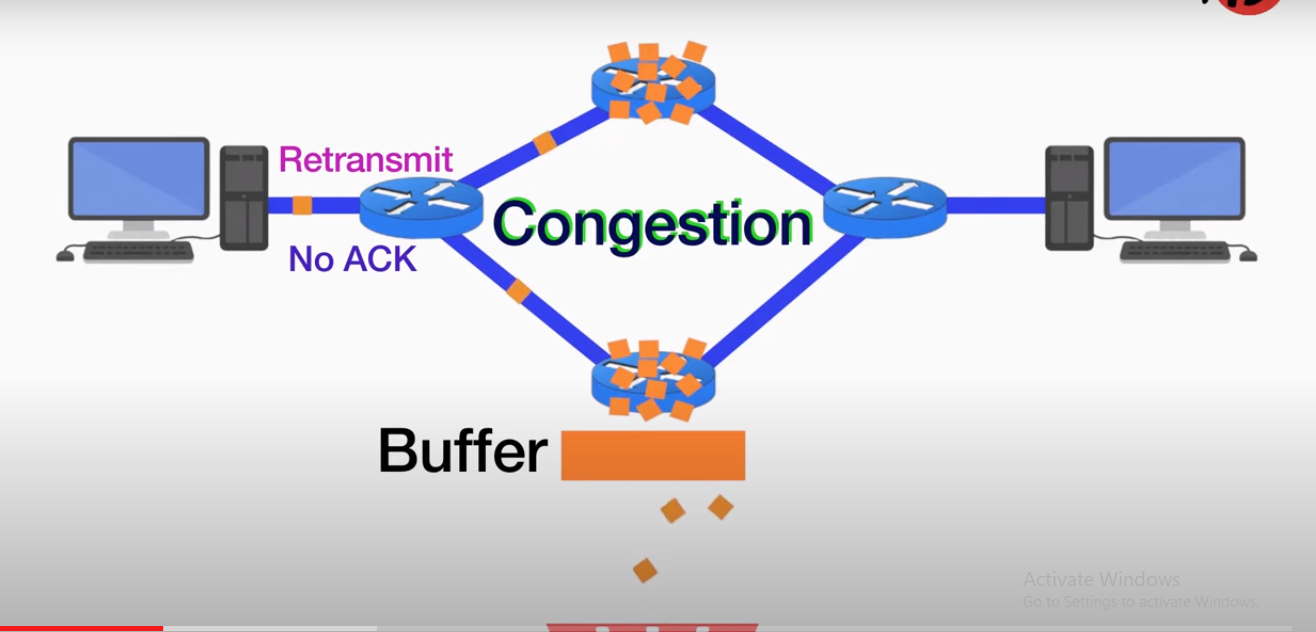 Retransmit
Congestion
No ACK
Buffer
Activate Windows
Go to Settings to activate Windows.